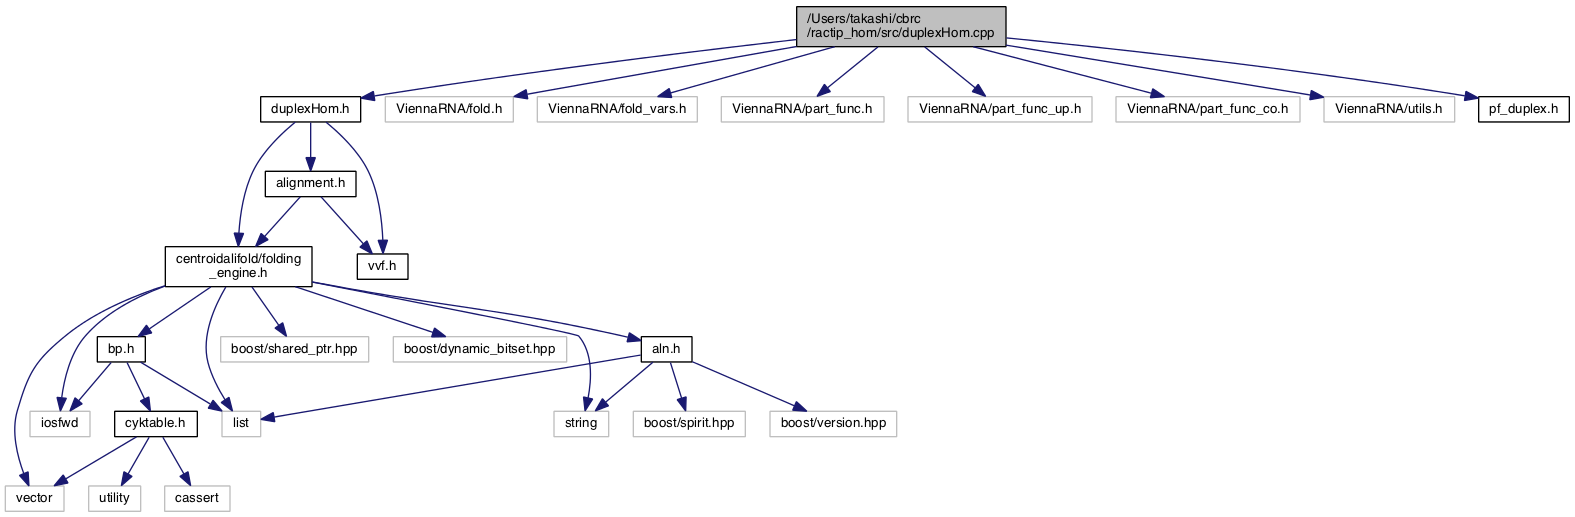 /Users/takashi/cbrc
/ractip_hom/src/duplexHom.cpp
duplexHom.h
ViennaRNA/fold.h
ViennaRNA/fold_vars.h
ViennaRNA/part_func.h
ViennaRNA/part_func_up.h
ViennaRNA/part_func_co.h
ViennaRNA/utils.h
pf_duplex.h
alignment.h
centroidalifold/folding
_engine.h
vvf.h
bp.h
boost/shared_ptr.hpp
boost/dynamic_bitset.hpp
aln.h
iosfwd
cyktable.h
list
string
boost/spirit.hpp
boost/version.hpp
vector
utility
cassert